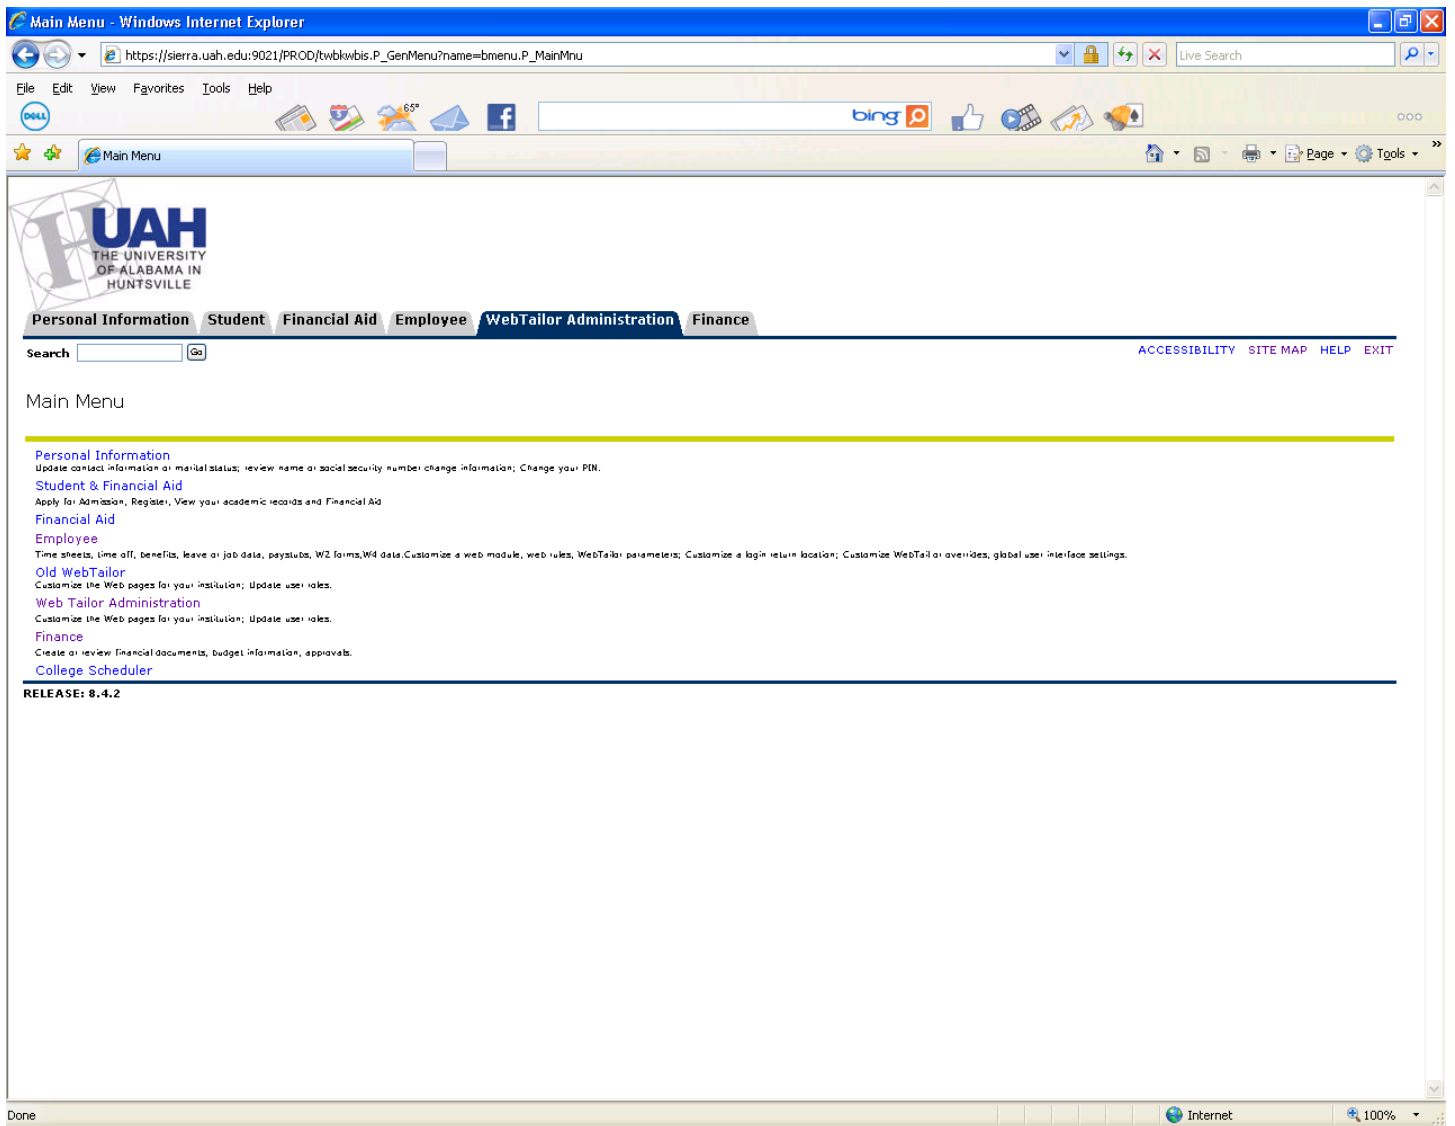 Main Menu - Windows Internet Explorer
https://sierra.uah.edu:9021/PROD/twbkwbis.P_GenMenu?name=bmenu.P_MainMnu
Live Search
File Edit View Favorites Tools Help
DELL
5
65°
f
bing
Main Menu
Page
Tools
»
UAH
THE UNIVERSITY
OF ALABAMA IN
HUNTSVILLE
Personal Information Student Financial Aid Employee WebTailor Administration Finance
Search Go
ACCESSIBILITY SITE MAP HELP EXIT
Main Menu
Personal Information
Update contact information or marital status; review name or social security number change information; Change your PIN.
Student & Financial Aid
Apply for Admission, Register, View your academic records and Financial Aid
Financial Aid
Employee
Time sheets, time off, benefits, leave or job data, paystubs, W2 forms,W4 data.Customize a web module, web rules, WebTailor parameters; Customize a login return location; Customize WebTailor overrides, global user interface settings.
Old WebTailor
Customize the Web pages for your institution; Update user roles.
Web Tailor Administration
Customize the Web pages for your institution; Update user roles.
Finance
Create or review financial documents, budget information, approvals.
College Scheduler
RELEASE: 8.4.2
Done
Internet
100%